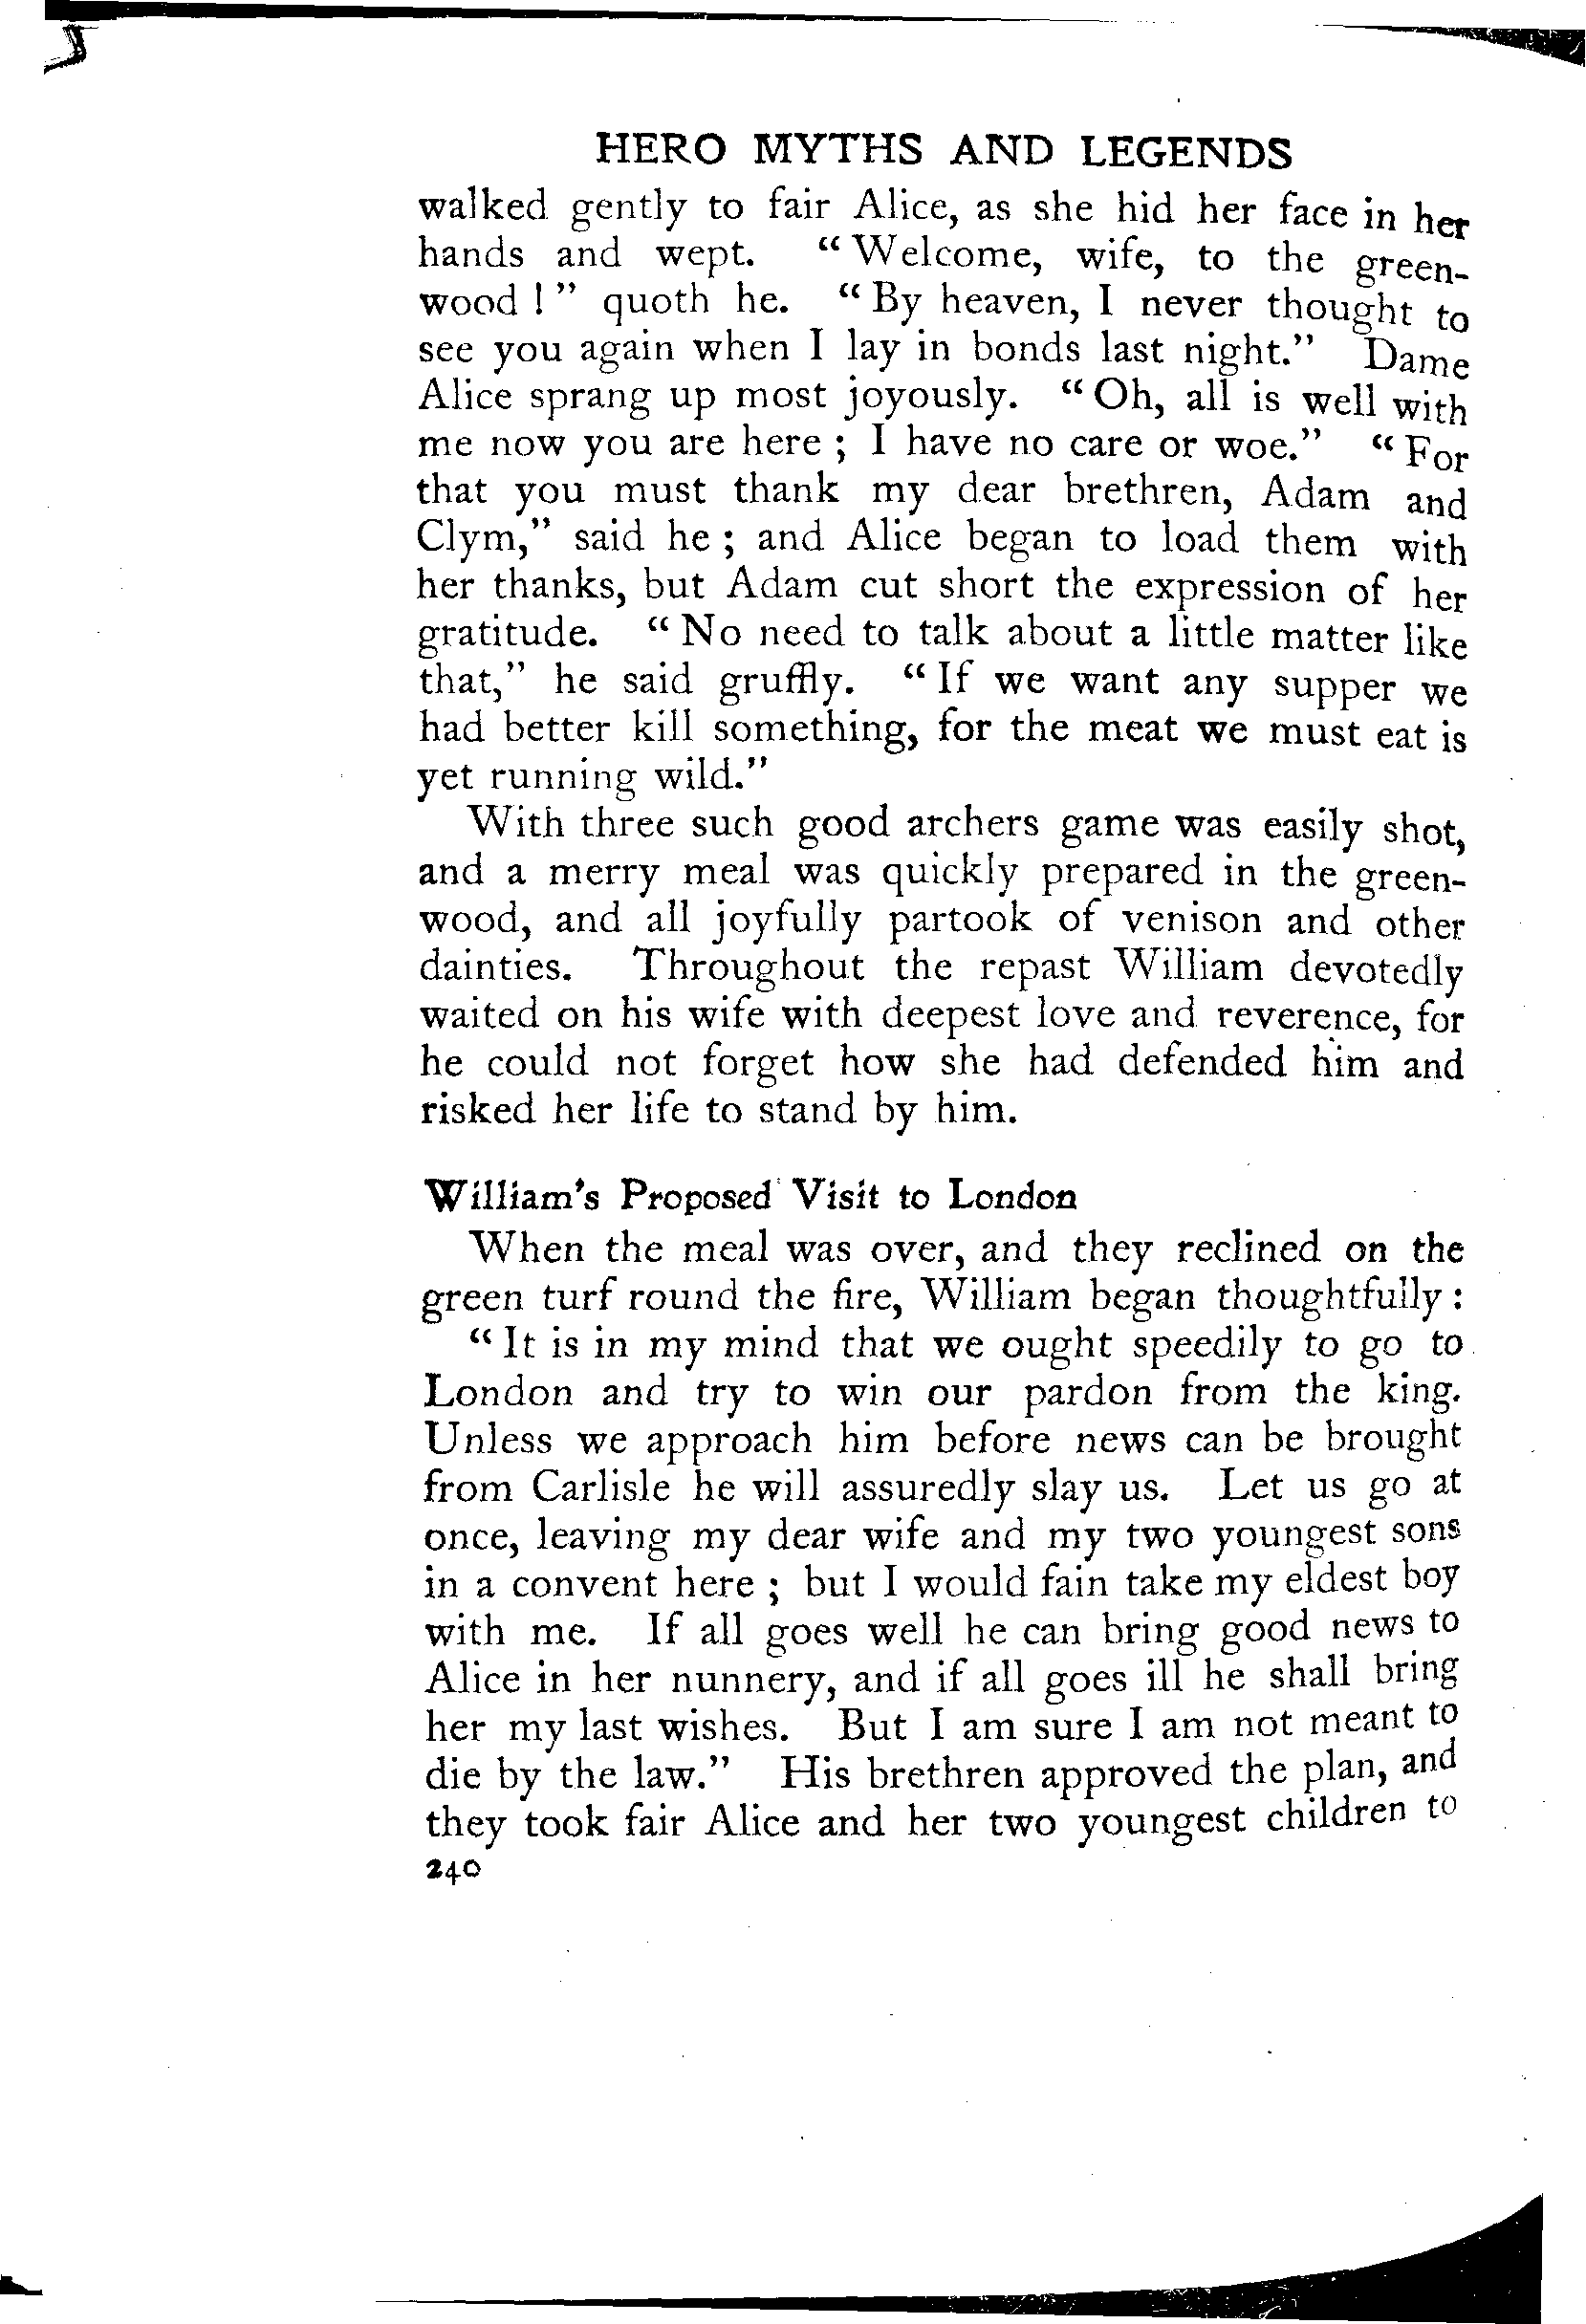 HERO MYTHS AND LEGENDS
walked gently to fair Alice, as she hid her face in her
hands and wept. "Welcome, wife, to the green-
wood!" quoth he. "By heaven, I never thought to
see you again when I lay in bonds last night." Dame
Alice sprang up most joyously. "Oh, all is well with
me now you are here; I have no care or woe." "For
that you must thank my dear brethren, Adam and
Clym," said he; and Alice began to load them with
her thanks, but Adam cut short the expression of her
gratitude. "No need to talk about a little matter like
that," he said gruffly. "If we want any supper we
had better kill something, for the meat we must eat is
yet running wild."
With three such good archers game was easily shot,
and a merry meal was quickly prepared in the green-
wood, and all joyfully partook of venison and other
dainties. Throughout the repast William devotedly
waited on his wife with deepest love and reverence, for
he could not forget how she had defended him and
risked her life to stand by him.
William's Proposed Visit to London
When the meal was over, and they reclined on the
green turf round the fire, William began thoughtfully:
"It is in my mind that we ought speedily to go to
London and try to win our pardon from the king.
Unless we approach him before news can be brought
from Carlisle he will assuredly slay us. Let us go at
once, leaving my dear wife and my two youngest sons
in a convent here; but I would fain take my eldest boy
with me. If all goes well he can bring good news to
Alice in her nunnery, and if all goes ill he shall bring
her my last wishes. But I am sure I am not meant to
die by the law." His brethren approved the plan, and
they took fair Alice and her two youngest children to
240